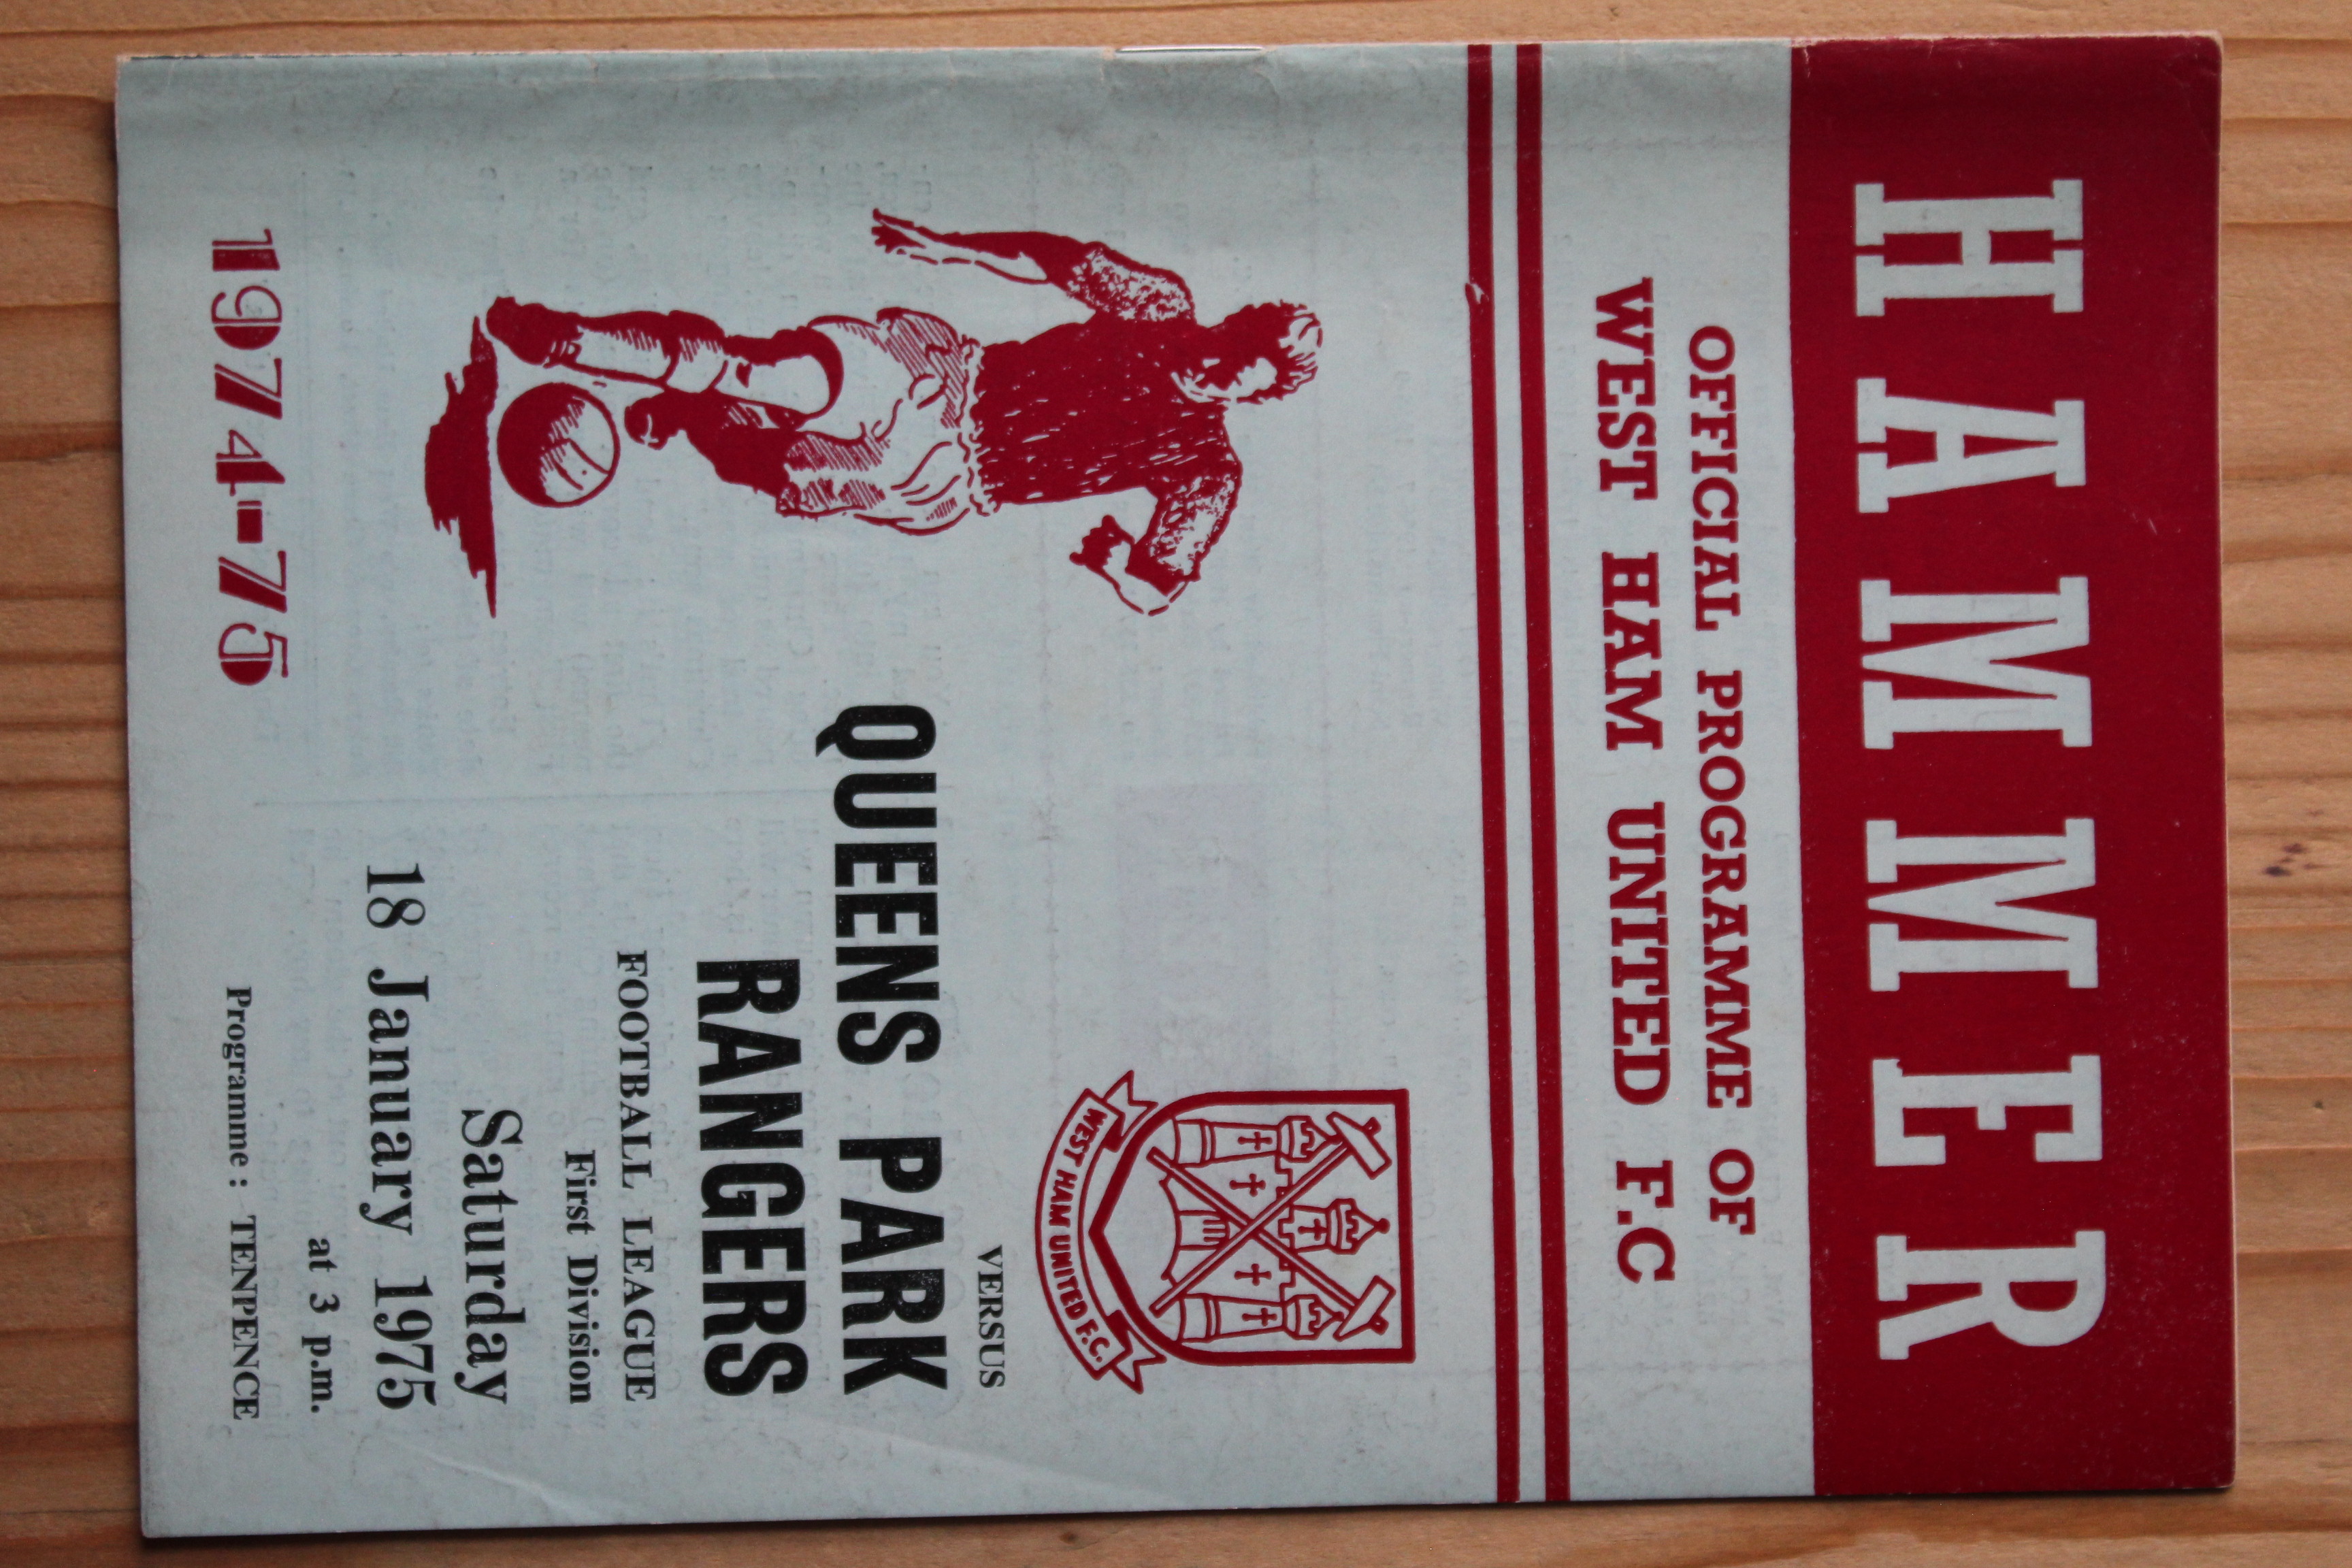 HAMMER
OFFICIAL PROGRAMME OF
WEST HAM UNITED F.C
WEST HAM UNITED F.C.
VERSUS
QUEENS PARK
RANGERS
FOOTBALL LEAGUE
First Division
Saturday
18 January 1975
at 3 p.m.
1974-75
Programme : TENPENCE